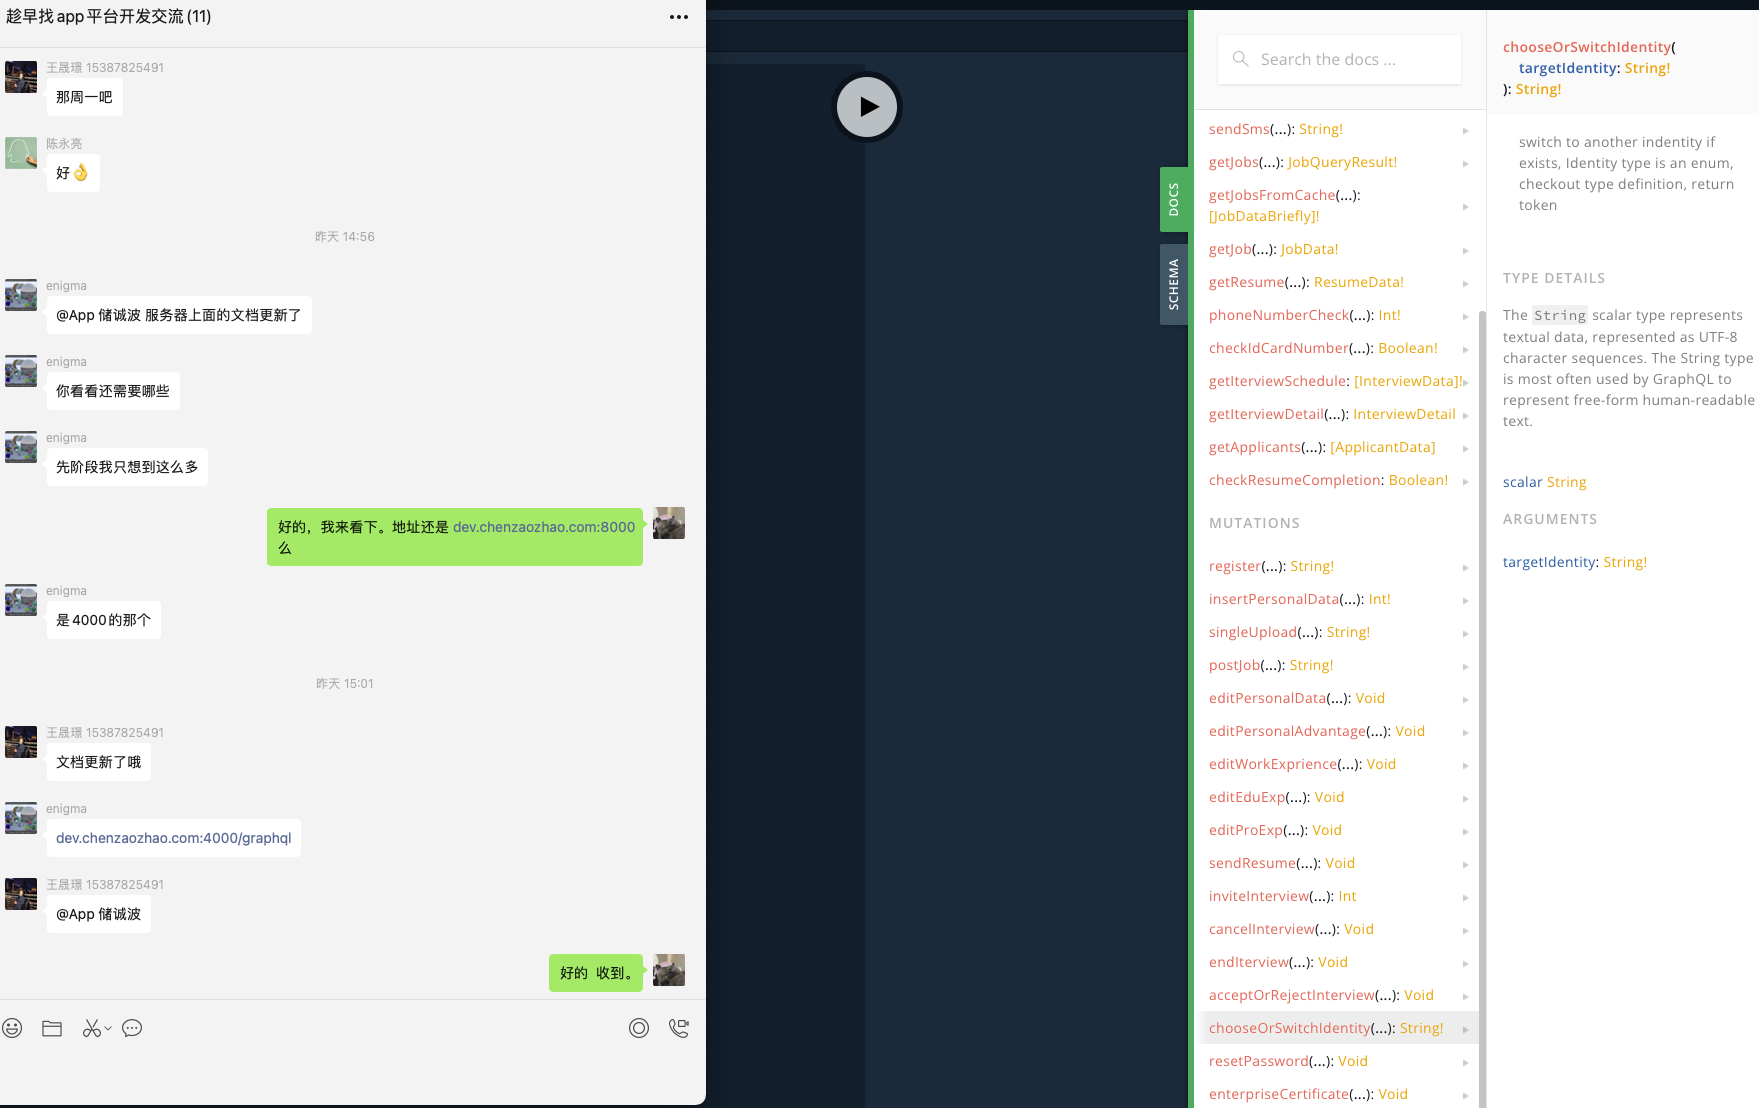 趁早找app平台开发交流(11)
王晟璟 15387825491
那周一吧
陈永亮
好👌
昨天 14:56
enigma
@App 储诚波 服务器上面的文档更新了
enigma
你看看还需要哪些
enigma
先阶段我只想到这么多
好的，我来看下。地址还是 dev.chenzaozhao.com:8000
么
enigma
是4000的那个
昨天 15:01
王晟璟 15387825491
文档更新了哦
enigma
dev.chenzaozhao.com:4000/graphql
王晟璟 15387825491
@App 储诚波
好的 收到。
DOCS
SCHEMA
Search the docs ...
sendSms(...): String!
getJobs(...): JobQueryResult!
getJobsFromCache(...):
[JobDataBriefly]!
getJob(...): JobData!
getResume(...): ResumeData!
phoneNumberCheck(...): Int!
checkIdCardNumber(...): Boolean!
getIterviewSchedule: [InterviewData]!
getIterviewDetail(...): InterviewDetail
getApplicants(...): [ApplicantData]
checkResumeCompletion: Boolean!
MUTATIONS
register(...): String!
insertPersonalData(...): Int!
singleUpload(...): String!
postJob(...): String!
editPersonalData(...): Void
editPersonalAdvantage(...): Void
editWorkExprience(...): Void
editEduExp(...): Void
editProExp(...): Void
sendResume(...): Void
inviteInterview(...): Int
cancelInterview(...): Void
endIterview(...): Void
acceptOrRejectInterview(...): Void
chooseOrSwitchIdentity(...): String!
resetPassword(...): Void
enterpriseCertificate(...): Void
chooseOrSwitchIdentity(
targetIdentity: String!
): String!
switch to another indentity if
exists, Identity type is an enum,
checkout type definition, return
token
TYPE DETAILS
The String scalar type represents
textual data, represented as UTF-8
character sequences. The String type
is most often used by GraphQL to
represent free-form human-readable
text.
scalar String
ARGUMENTS
targetIdentity: String!